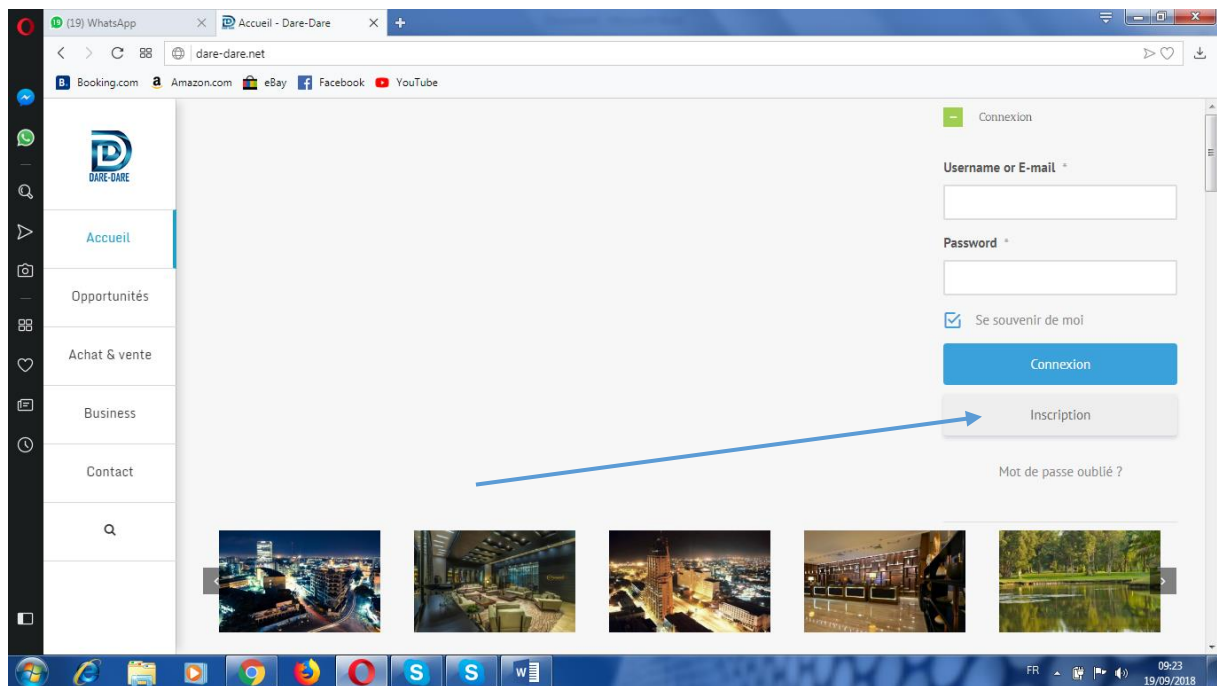 (19) WhatsApp
Accueil - Dare-Dare
dare-dare.net
Booking.com
Amazon.com
eBay
Facebook
YouTube
DARE-DARE
Accueil
Opportunités
Achat & vente
Business
Contact
Connexion
Username or E-mail *
Password *
Se souvenir de moi
Connexion
Inscription
Mot de passe oublié ?
FR
09:23
19/09/2018